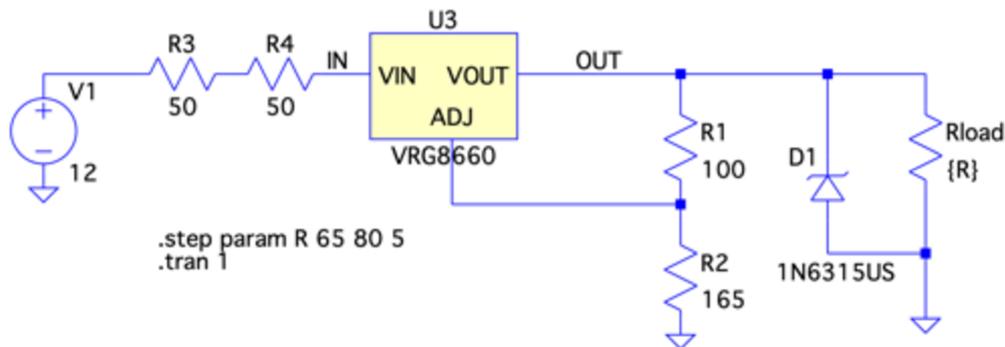 U3
R3
R4
IN
OUT
VIN
VOUT
V1
+
50
50
ADJ
R1
Rload
−
VRG8660
100
D1
{R}
12
.step param R 65 80 5
.tran 1
R2
1N6315US
165